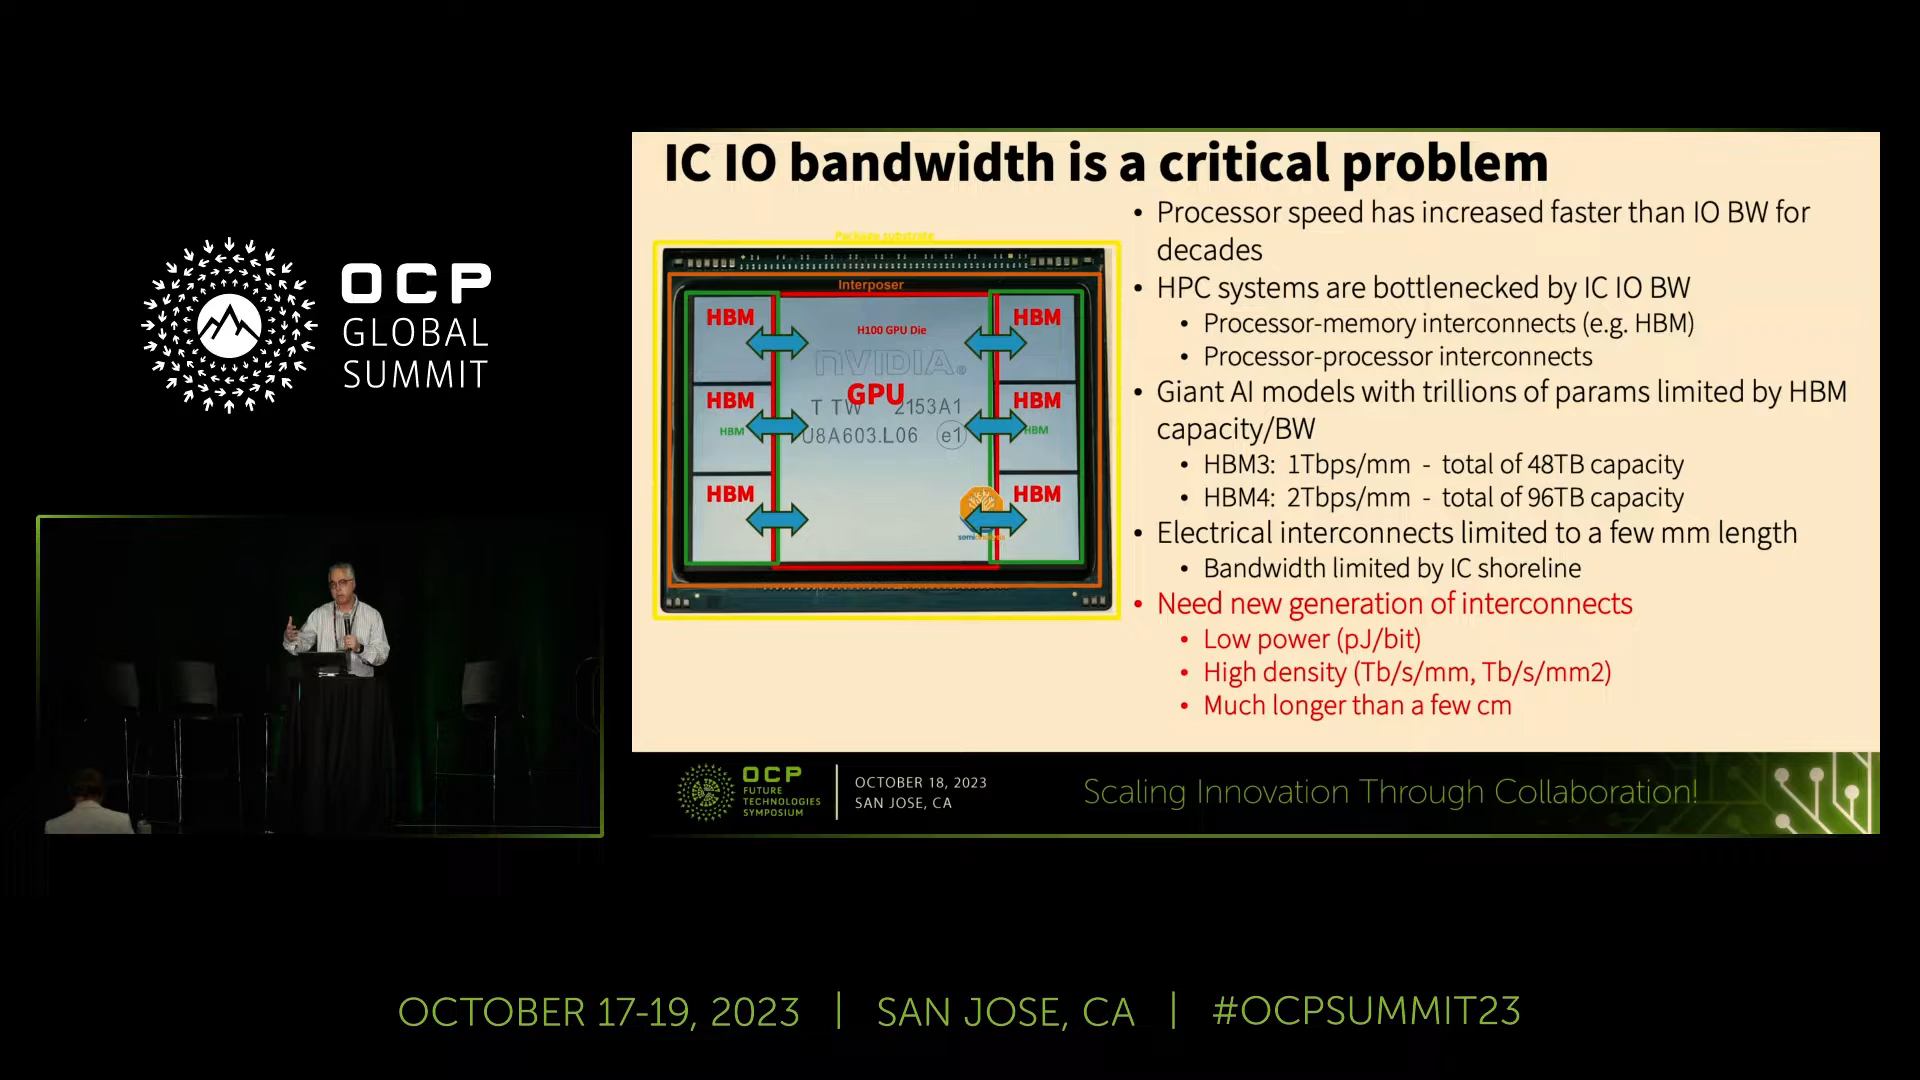 OCP
GLOBAL
SUMMIT
IC IO bandwidth is a critical problem
Package substrate
Interposer
HBM
H100 GPU Die
HBM
NVIDIA
GPU
HBM
T TW 2153A1
HBM
HBM
U8A603.L06 e1
HBM
HBM
HBM
• Processor speed has increased faster than IO BW for
decades
• HPC systems are bottlenecked by IC IO BW
• Processor-memory interconnects (e.g. HBM)
• Processor-processor interconnects
• Giant AI models with trillions of params limited by HBM
capacity/BW
• HBM3: 1Tbps/mm - total of 48TB capacity
• HBM4: 2Tbps/mm - total of 96TB capacity
• Electrical interconnects limited to a few mm length
• Bandwidth limited by IC shoreline
• Need new generation of interconnects
• Low power (pJ/bit)
• High density (Tb/s/mm, Tb/s/mm2)
• Much longer than a few cm
OCP
FUTURE
TECHNOLOGIES
SYMPOSIUM
OCTOBER 18, 2023
SAN JOSE, CA
Scaling Innovation Through Collaboration!
OCTOBER 17-19, 2023 | SAN JOSE, CA | #OCPSUMMIT23